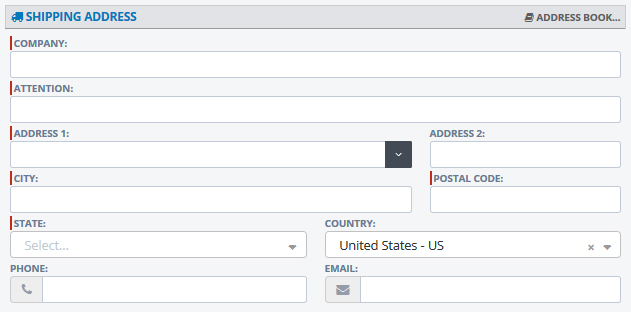 SHIPPING ADDRESS
ADDRESS BOOK...
COMPANY:
ATTENTION:
ADDRESS 1:
ADDRESS 2:
CITY:
POSTAL CODE:
STATE:
COUNTRY:
Select...
United States - US
PHONE:
EMAIL: